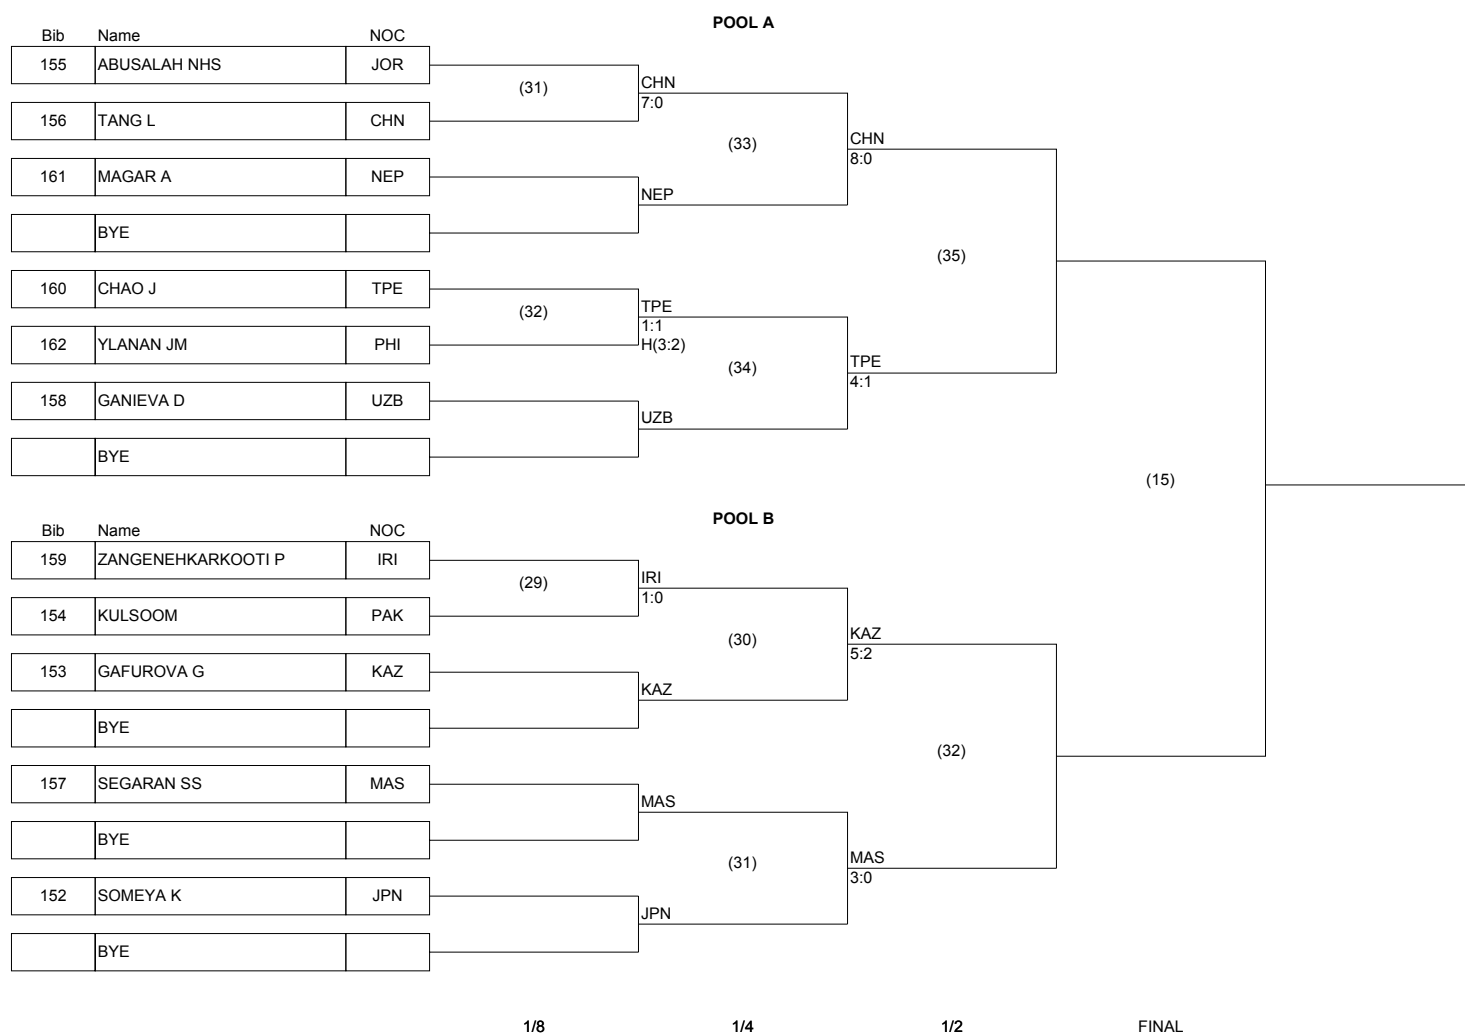 POOL A
Bib Name NOC
155 ABUSALAH NHS JOR
(31)
CHN
7:0
156 TANG L CHN
(33)
CHN
8:0
161 MAGAR A NEP
NEP
BYE
(35)
160 CHAO J TPE
(32)
TPE
1:1
H(3:2)
162 YLANAN JM PHI
(34)
TPE
4:1
158 GANIEVA D UZB
UZB
BYE
(15)
POOL B
Bib Name NOC
159 ZANGENEHKARKOOTI P IRI
(29)
IRI
1:0
154 KULSOOM PAK
(30)
KAZ
5:2
153 GAFUROVA G KAZ
KAZ
BYE
(32)
157 SEGARAN SS MAS
MAS
BYE
(31)
MAS
3:0
152 SOMEYA K JPN
JPN
BYE
1/8 1/4 1/2 FINAL